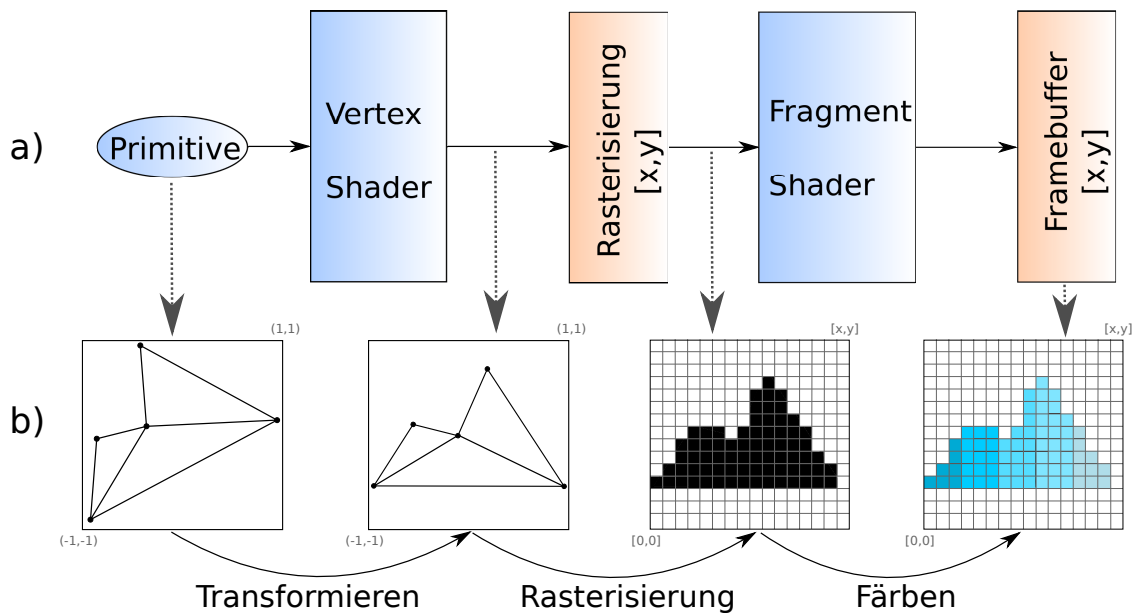 a)
Primitive
Vertex
Shader
Rasterisierung
[x,y]
Fragment
Shader
Framebuffer
[x,y]
b)
(1,1)
(-1,-1)
(1,1)
(-1,-1)
[x,y]
[0,0]
[x,y]
[0,0]
Transformieren
Rasterisierung
Färben